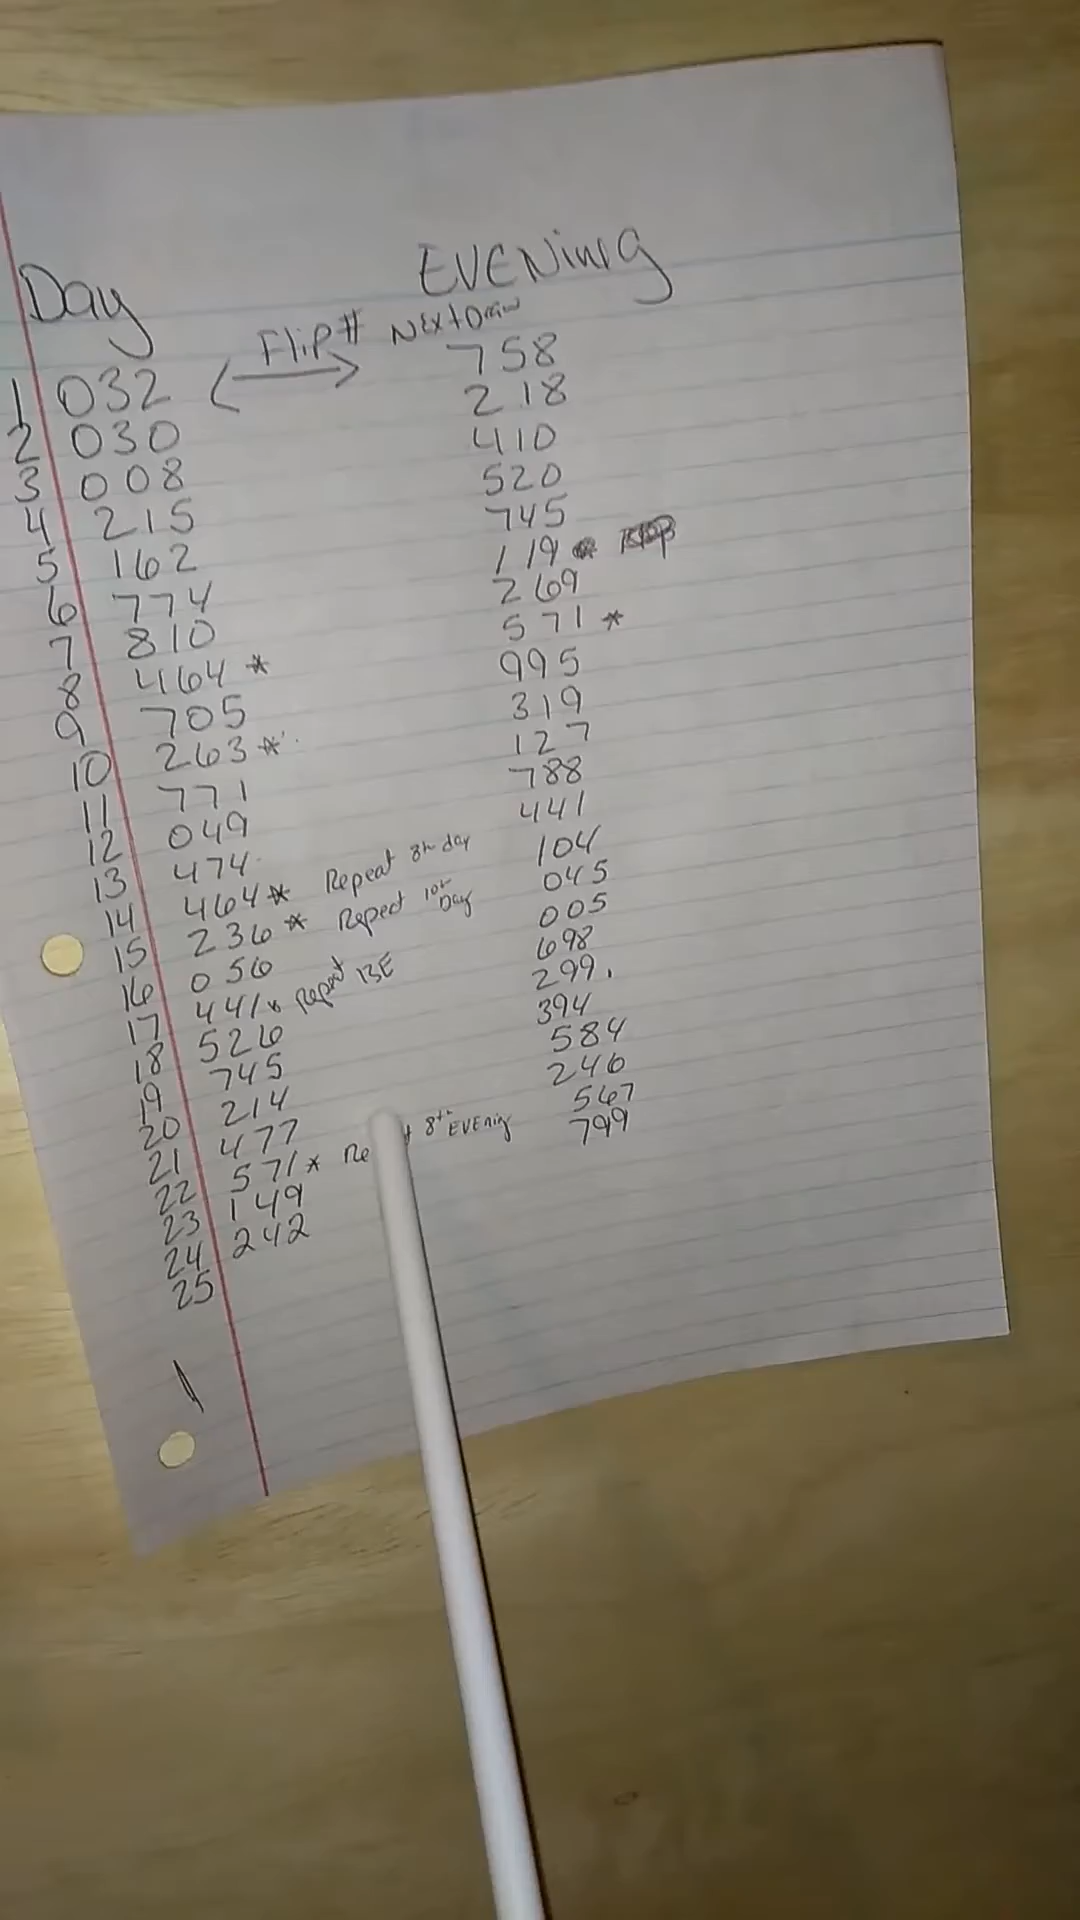 Day EVENing
Flip# NExt Draw
1 032 758
2 030 218
3 008 410
4 215 520
5 162 745
6 774 119
7 810 269
8 464 * 571 *
9 705 995
10 263 * 319
11 771 127
12 049 788
13 474 441
14 464 * Repeat 8th day 104
15 236 * Repeat 10th Day 045
16 056 005
17 441 * Repeat 13E 698
18 526 299.
19 745 394
20 214 584
21 477 246
22 571 * Re 8th EVEning 567
23 149 799
24 242
25